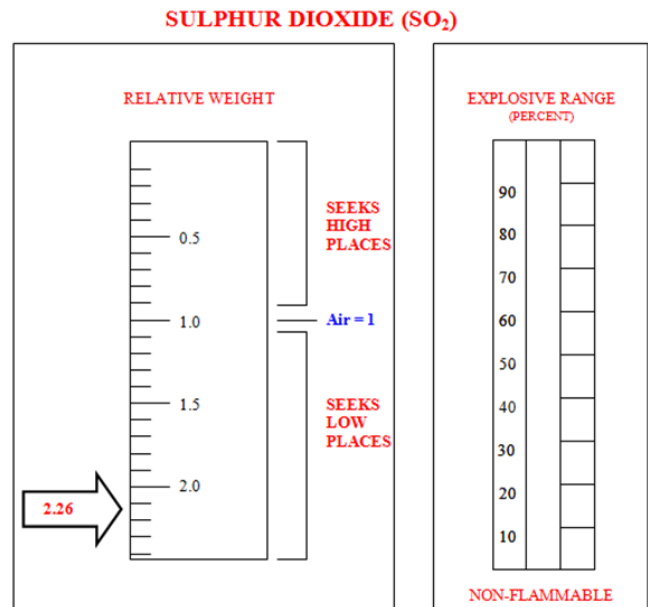 SULPHUR DIOXIDE (SO₂)
RELATIVE WEIGHT
0.5
1.0
1.5
2.0
SEEKS
HIGH
PLACES
Air = 1
SEEKS
LOW
PLACES
2.26
EXPLOSIVE RANGE
(PERCENT)
90
80
70
60
50
40
30
20
10
NON-FLAMMABLE